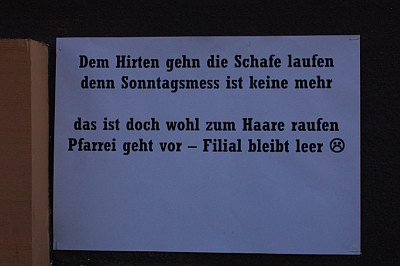 Dem Hirten gehn die Schafe laufen
denn Sonntagsmess ist keine mehr
das ist doch wohl zum Haare raufen
Pfarrei geht vor – Filial bleibt leer ☹